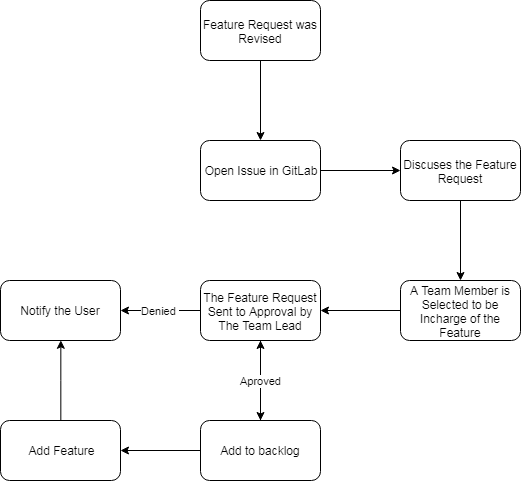 Feature Request was
Revised
Open Issue in GitLab
Discuses the Feature
Request
A Team Member is
Selected to be
Incharge of the
Feature
The Feature Request
Sent to Approval by
The Team Lead
Denied
Notify the User
Aproved
Add to backlog
Add Feature